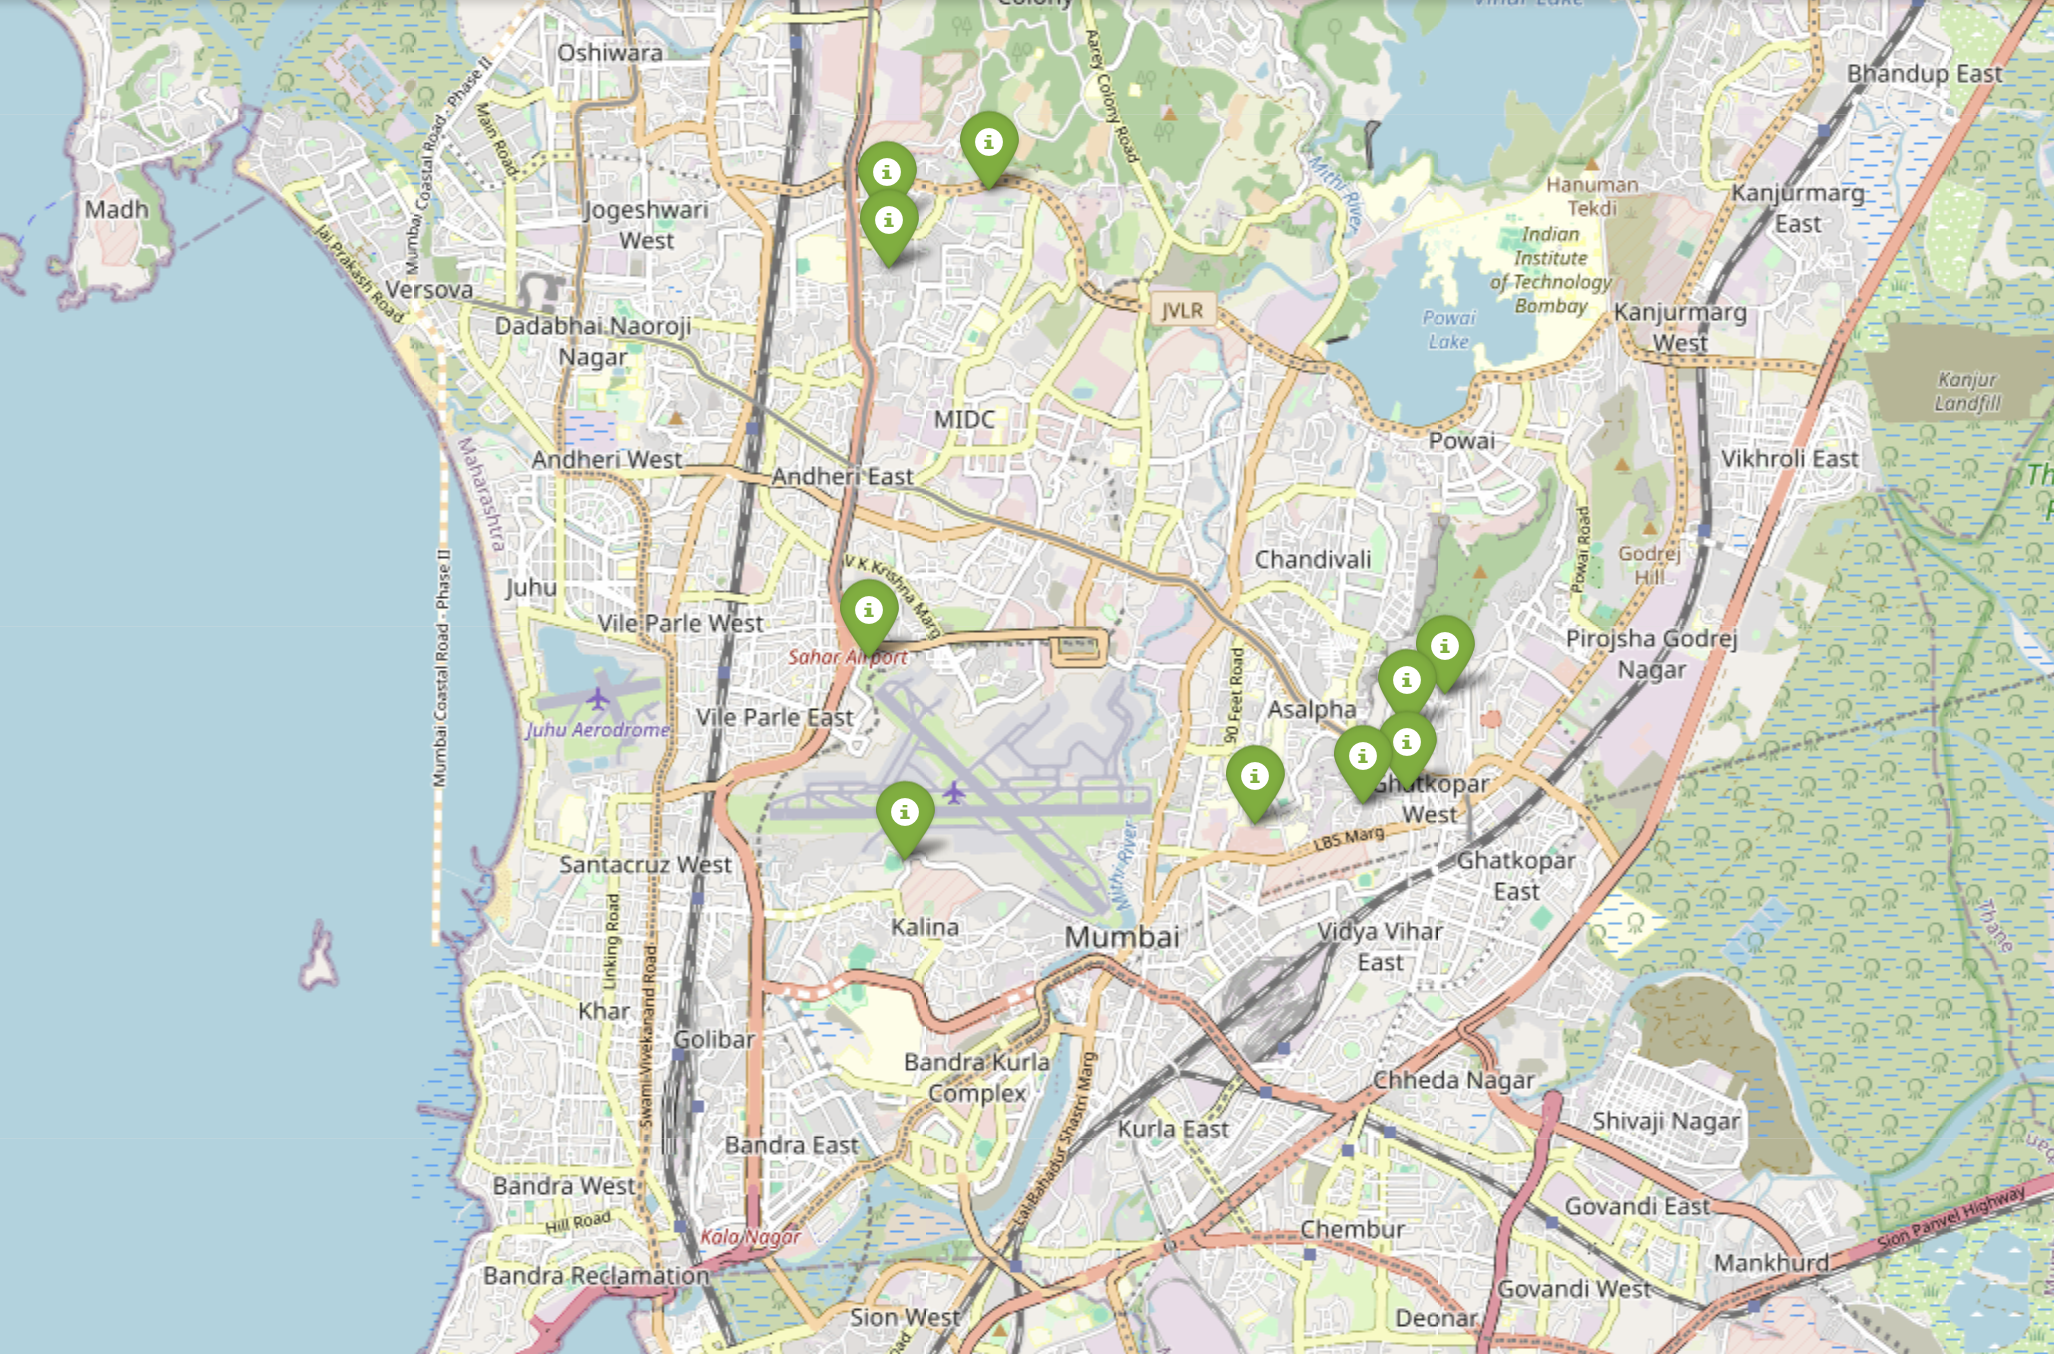 Colony
Vihar Lake
Oshiwara
Bhandup East
Mumbai Coastal Road - Phase II
Main Road
Aarey Colony Road
Mithi River
Hanuman
Tekdi
Kanjurmarg
East
Madh
Jogeshwari
West
Jai Prakash Road
Indian
Institute
of Technology
Bombay
Versova
JVLR
Powai
Lake
Kanjurmarg
West
Dadabhai Naoroji
Nagar
Kanjur
Landfill
MIDC
Powai
Vikhroli East
Andheri West
Andheri East
Maharashtra
Th
Chandivali
Powai Road
Godrej
Hill
V K Krishna Marg
Juhu
Vile Parle West
Sahar Airport
Pirojsha Godrej
Nagar
Mumbai Coastal Road - Phase II
90 Feet Road
Asalpha
Vile Parle East
Juhu Aerodrome
Ghatkopar
West
LBS Marg
Mithi River
Santacruz West
Ghatkopar
East
Linking Road
Kalina
Mumbai
Vidya Vihar
East
Thane
Khar
Swami Vivekanand Road
Golibar
Bandra Kurla
Complex
Lal Bahadur Shastri Marg
Chheda Nagar
Shivaji Nagar
Kurla East
Bandra East
Bandra West
Hill Road
Govandi East
Sion Panvel Highway
Kala Nagar
Chembur
Mankhurd
Bandra Reclamation
Govandi West
Sion West
Deonar